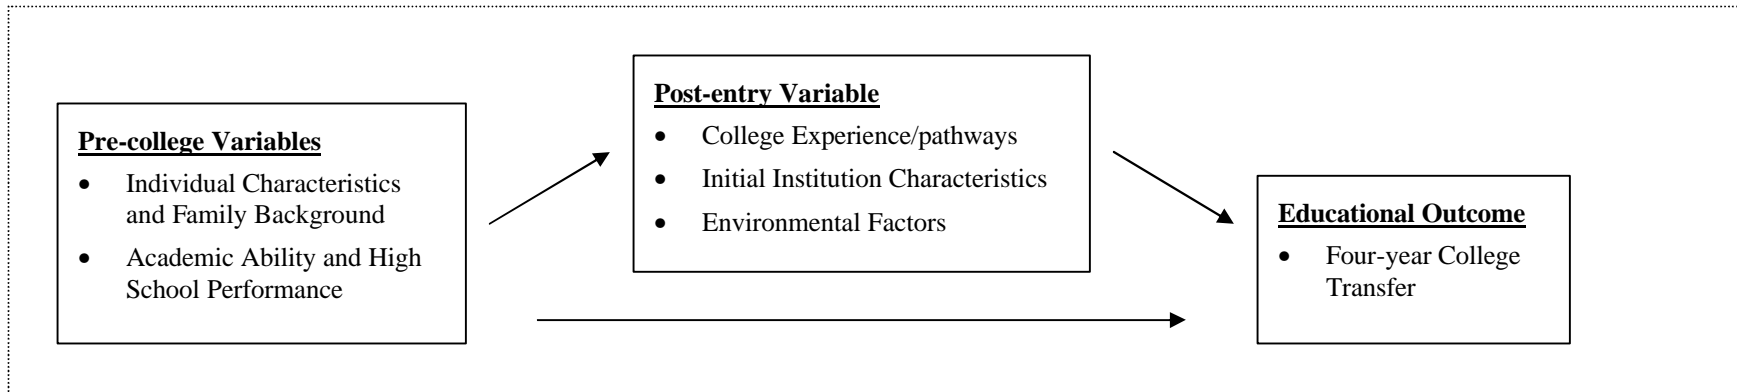 Pre-college Variables
• Individual Characteristics
and Family Background
• Academic Ability and High
School Performance
Post-entry Variable
• College Experience/pathways
• Initial Institution Characteristics
• Environmental Factors
Educational Outcome
• Four-year College
Transfer